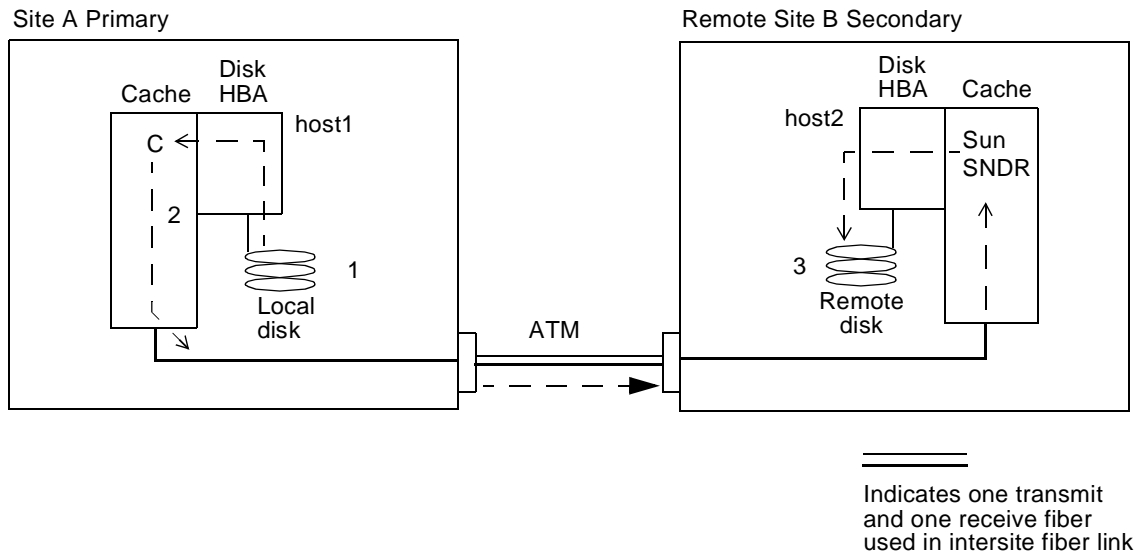 Site A Primary
Remote Site B Secondary
Disk
HBA
Cache
host1
C
2
1
Local
disk
ATM
Disk
HBA
Cache
host2
Sun
SNDR
3
Remote
disk
Indicates one transmit
and one receive fiber
used in intersite fiber link